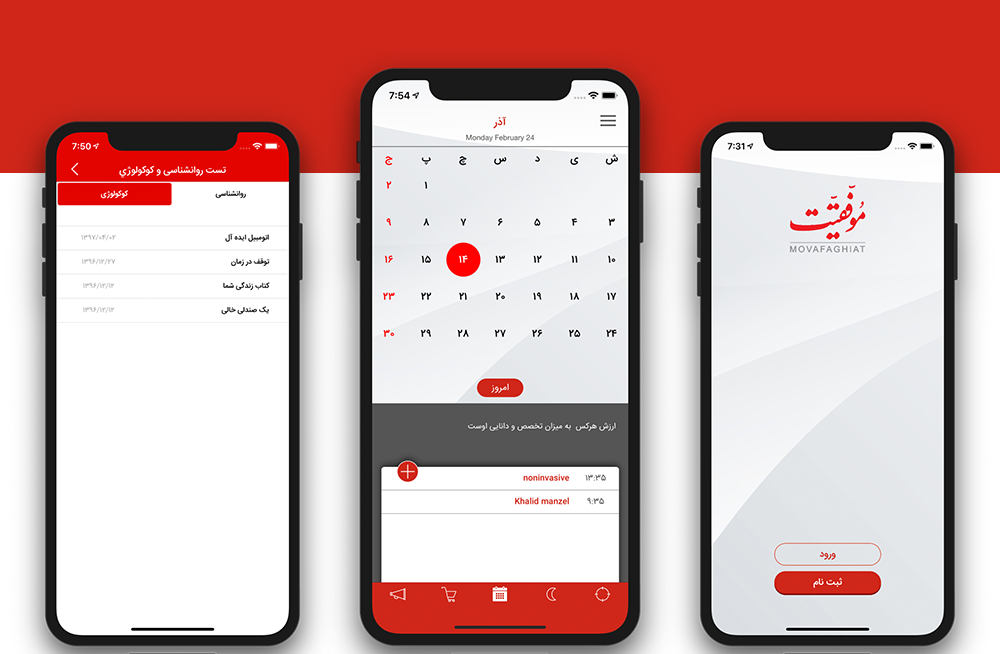 7:50
تست روانشناسی و کوکولوژي
روانشناسی
کوکولوژی
اتومبیل ایده آل
۱۳۹۷/۰۴/۰۲
توقف در زمان
۱۳۹۶/۱۲/۲۷
کتاب زندگی شما
۱۳۹۶/۱۲/۱۲
یک صندلی خالی
۱۳۹۶/۱۲/۱۲
7:54
آذر
Monday February 24
ش ی د س چ پ ج
۱ ۲
۳ ۴ ۵ ۶ ۷ ۸ ۹
۱۰ ۱۱ ۱۲ ۱۳ ۱۴ ۱۵ ۱۶
۱۷ ۱۸ ۱۹ ۲۰ ۲۱ ۲۲ ۲۳
۲۴ ۲۵ ۲۶ ۲۷ ۲۸ ۲۹ ۳۰
امروز
ارزش هرکس به میزان تخصص و دانایی اوست
noninvasive ۱۳:۳۵
Khalid manzel ۹:۳۵
7:31
موفقیّت
MOVAFAGHIAT
ورود
ثبت نام